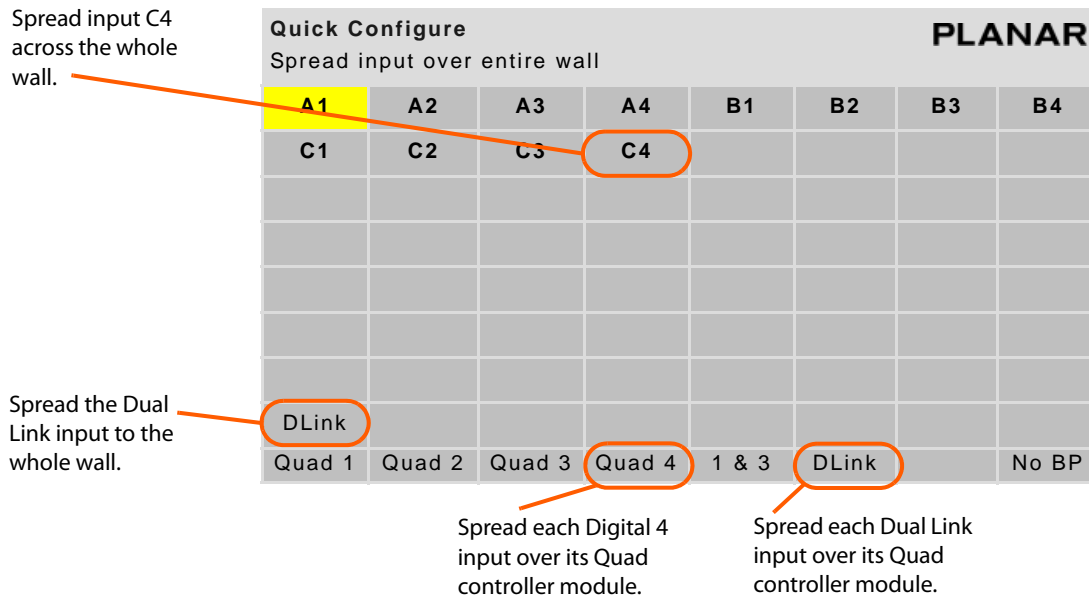 Spread input C4
across the whole
wall.
Quick Configure
PLANAR
Spread input over entire wall
A1 A2 A3 A4 B1 B2 B3 B4
C1 C2 C3 C4
Spread the Dual
Link input to the
whole wall.
DLink
Quad 1 Quad 2 Quad 3 Quad 4 1 & 3 DLink No BP
Spread each Digital 4
input over its Quad
controller module.
Spread each Dual Link
input over its Quad
controller module.